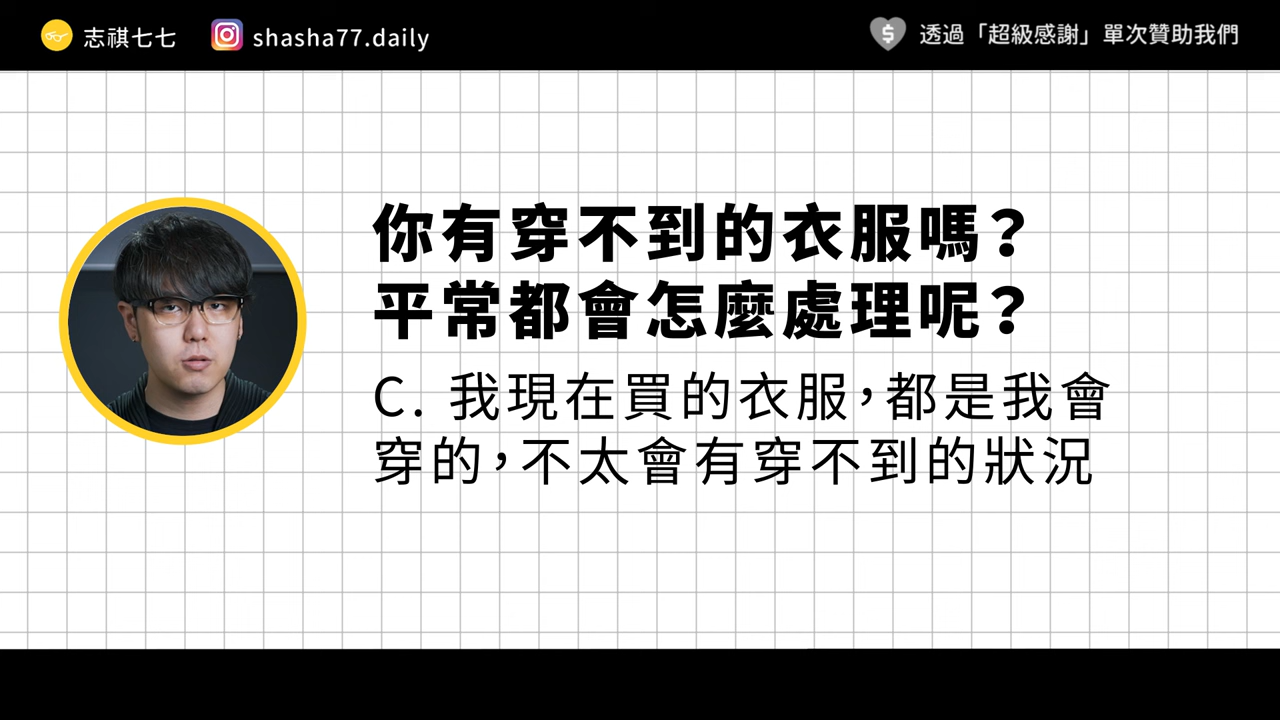 志祺七七
shasha77.daily
透過「超級感謝」單次贊助我們
你有穿不到的衣服嗎？
平常都會怎麼處理呢？
C. 我現在買的衣服，都是我會
穿的，不太會有穿不到的狀況